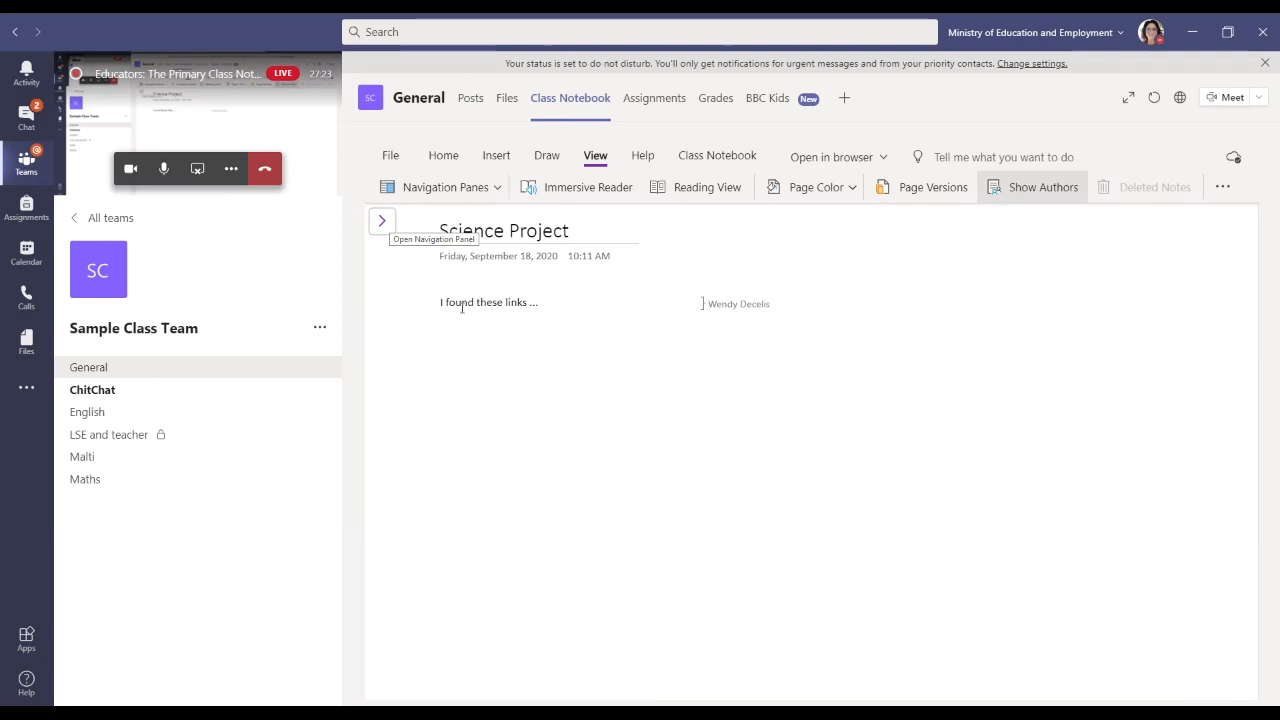 Search
Ministry of Education and Employment
Your status is set to do not disturb. You'll only get notifications for urgent messages and from your priority contacts. Change settings.
Educators: The Primary Class Not... LIVE 27:23
SC General Posts Files Class Notebook Assignments Grades BBC Kids New Meet
Activity
2
Chat
Teams
Assignments
Calendar
Calls
Files
Apps
Help
All teams
SC
Sample Class Team
General
ChitChat
English
LSE and teacher
Malti
Maths
File Home Insert Draw View Help Class Notebook Open in browser Tell me what you want to do
Navigation Panes Immersive Reader Reading View Page Color Page Versions Show Authors Deleted Notes
Science Project
Open Navigation Panel
Friday, September 18, 2020 10:11 AM
I found these links ... Wendy Decelis